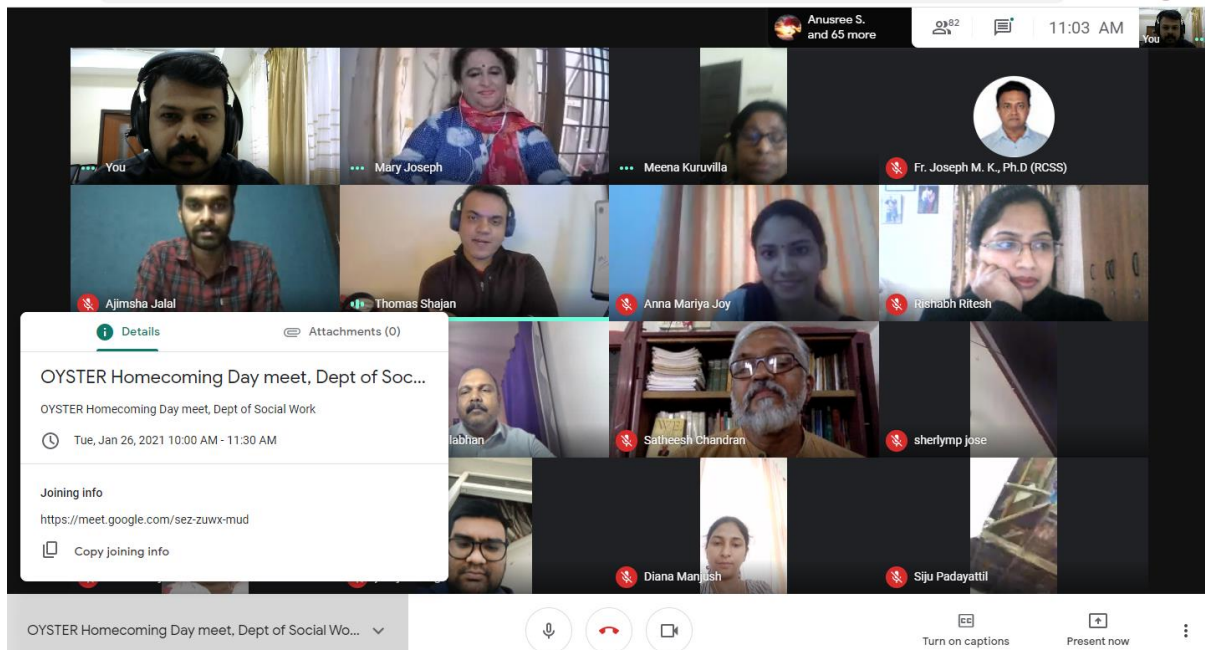 Anusree S.
and 65 more
82
11:03 AM
You
You
Mary Joseph
Meena Kuruvilla
Fr. Joseph M. K., Ph.D (RCSS)
Ajimsha Jalal
Thomas Shajan
Anna Mariya Joy
Rishabh Ritesh
Details
Attachments (0)
OYSTER Homecoming Day meet, Dept of Soc...
OYSTER Homecoming Day meet, Dept of Social Work
Tue, Jan 26, 2021 10:00 AM - 11:30 AM
Joining info
https://meet.google.com/sez-zuwx-mud
Copy joining info
labhan
Satheesh Chandran
sherlymp jose
Diana Manjush
Siju Padayattil
OYSTER Homecoming Day meet, Dept of Social Wo...
CC
Turn on captions
Present now